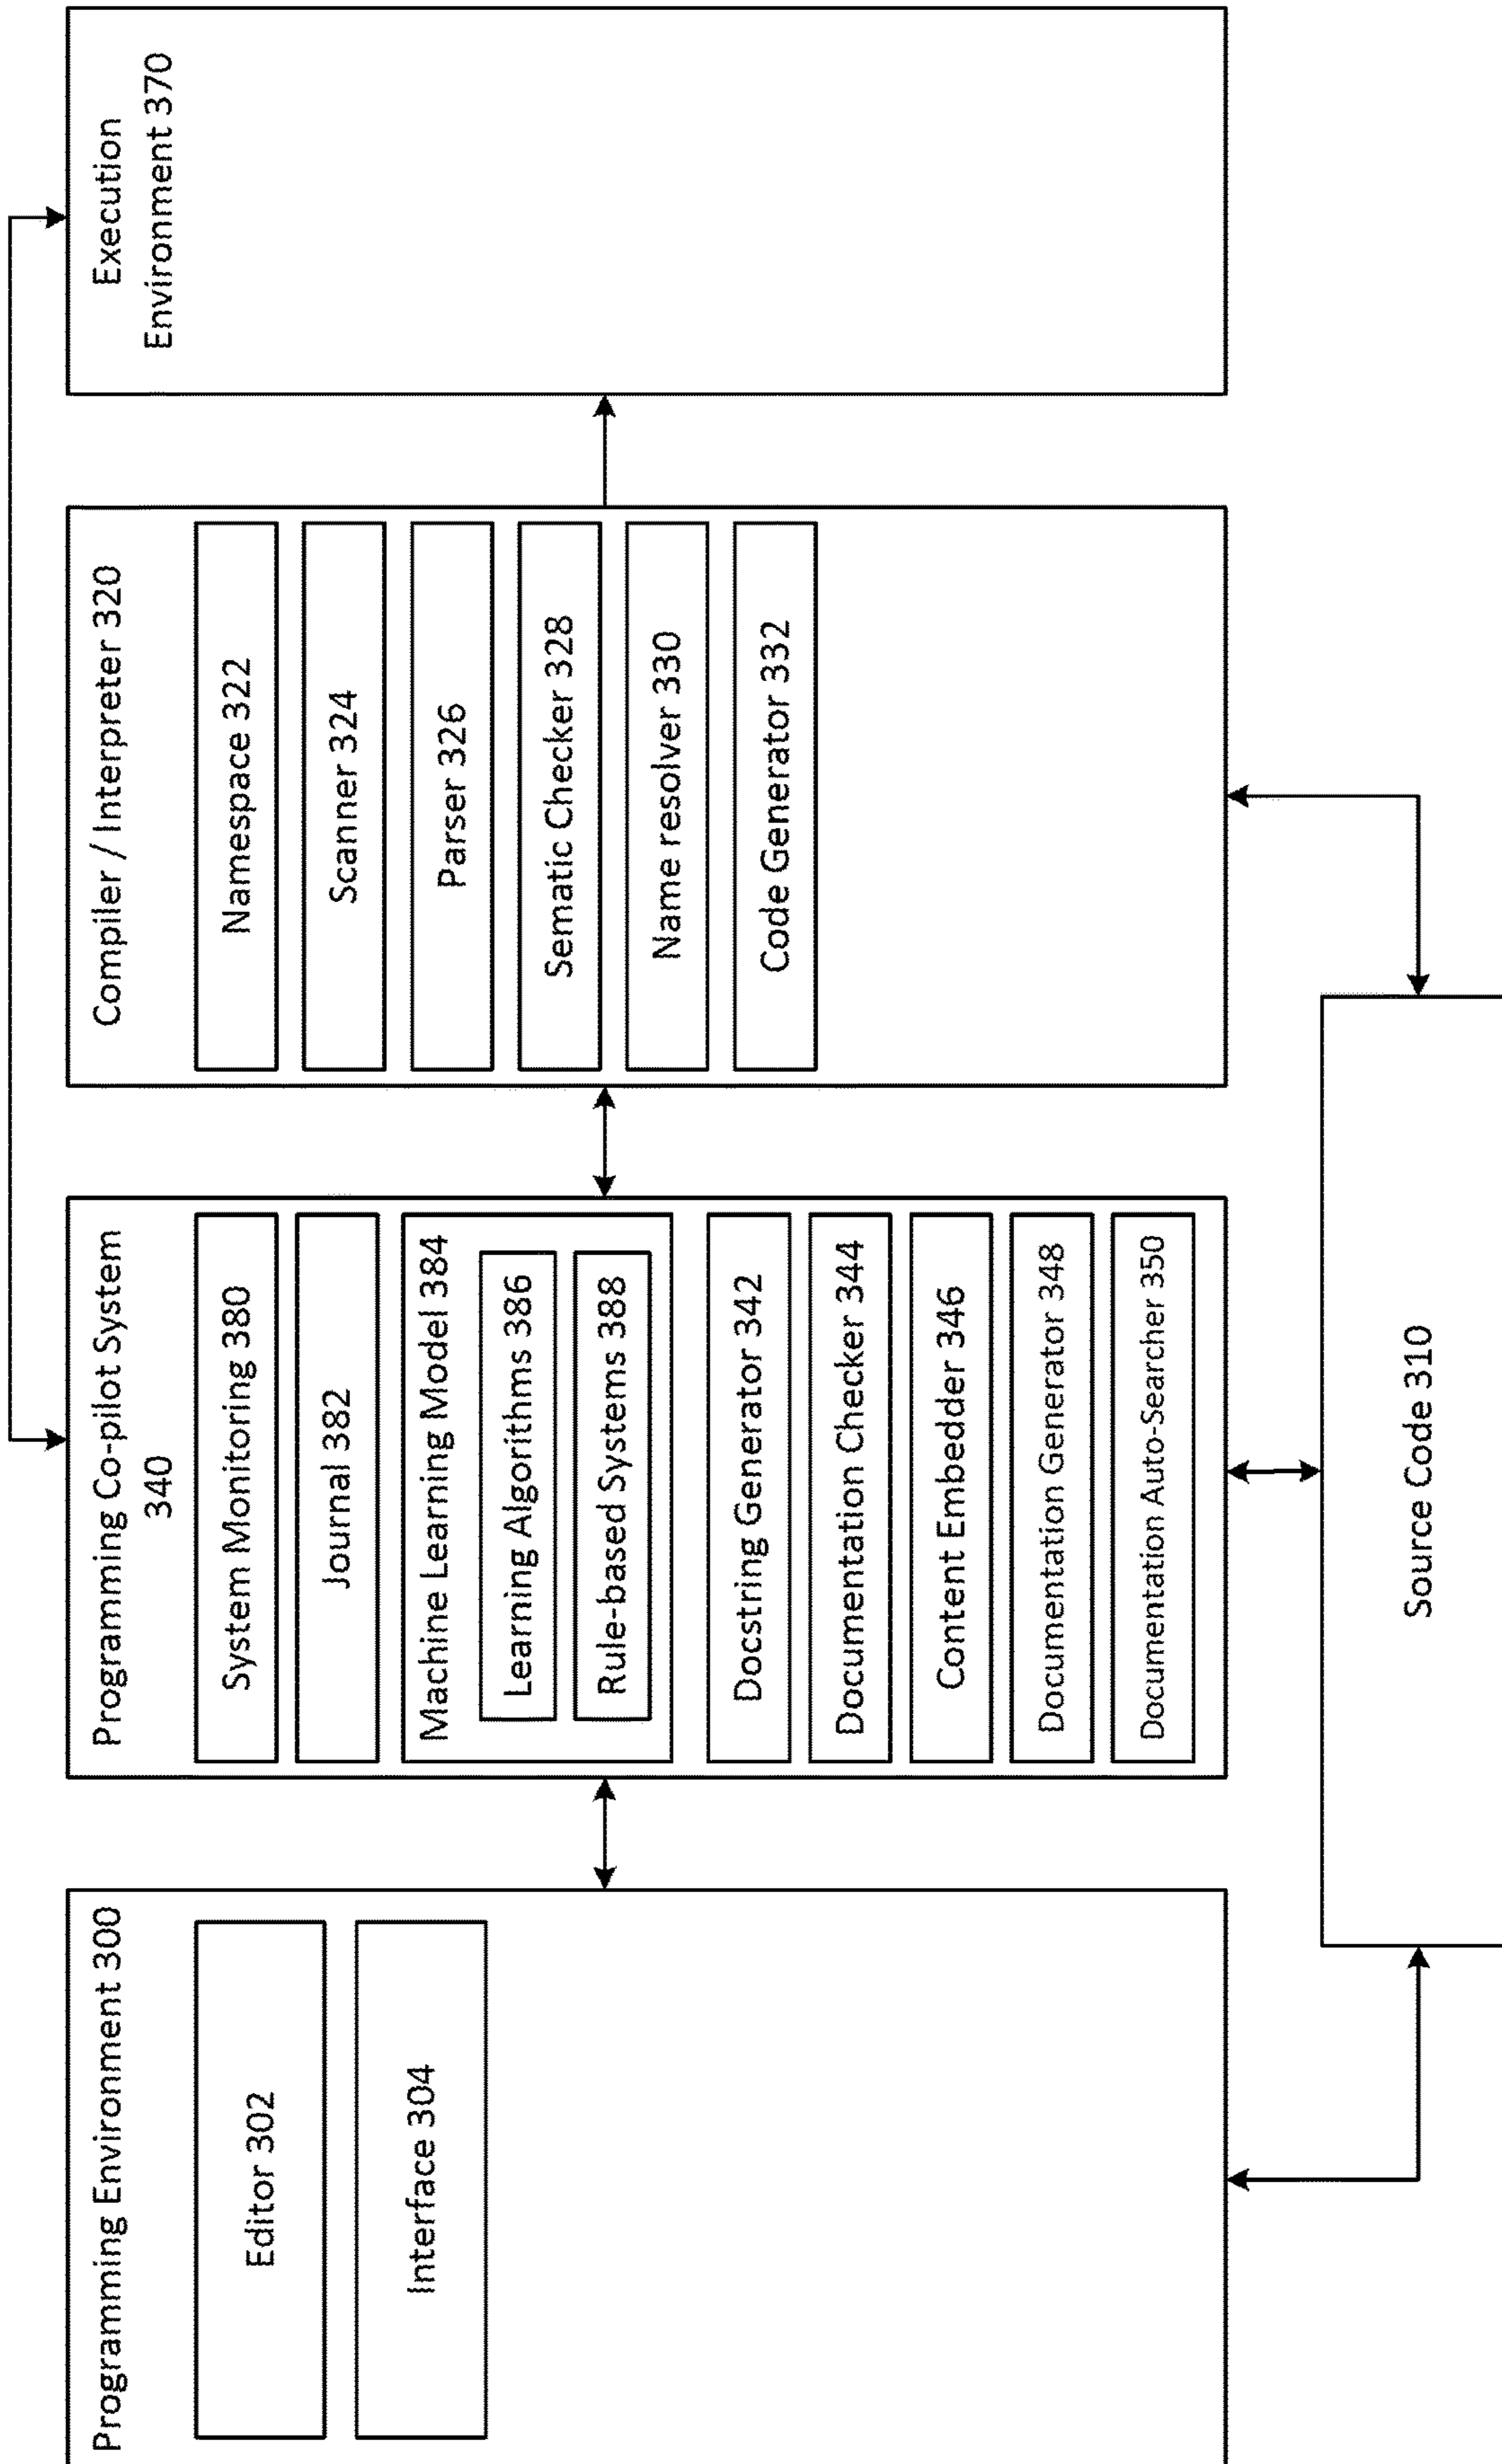 Programming Environment 300
Editor 302
Interface 304
Programming Co-pilot System
340
System Monitoring 380
Journal 382
Machine Learning Model 384
Learning Algorithms 386
Rule-based Systems 388
Docstring Generator 342
Documentation Checker 344
Content Embedder 346
Documentation Generator 348
Documentation Auto-Searcher 350
Compiler / Interpreter 320
Namespace 322
Scanner 324
Parser 326
Sematic Checker 328
Name resolver 330
Code Generator 332
Execution
Environment 370
Source Code 310